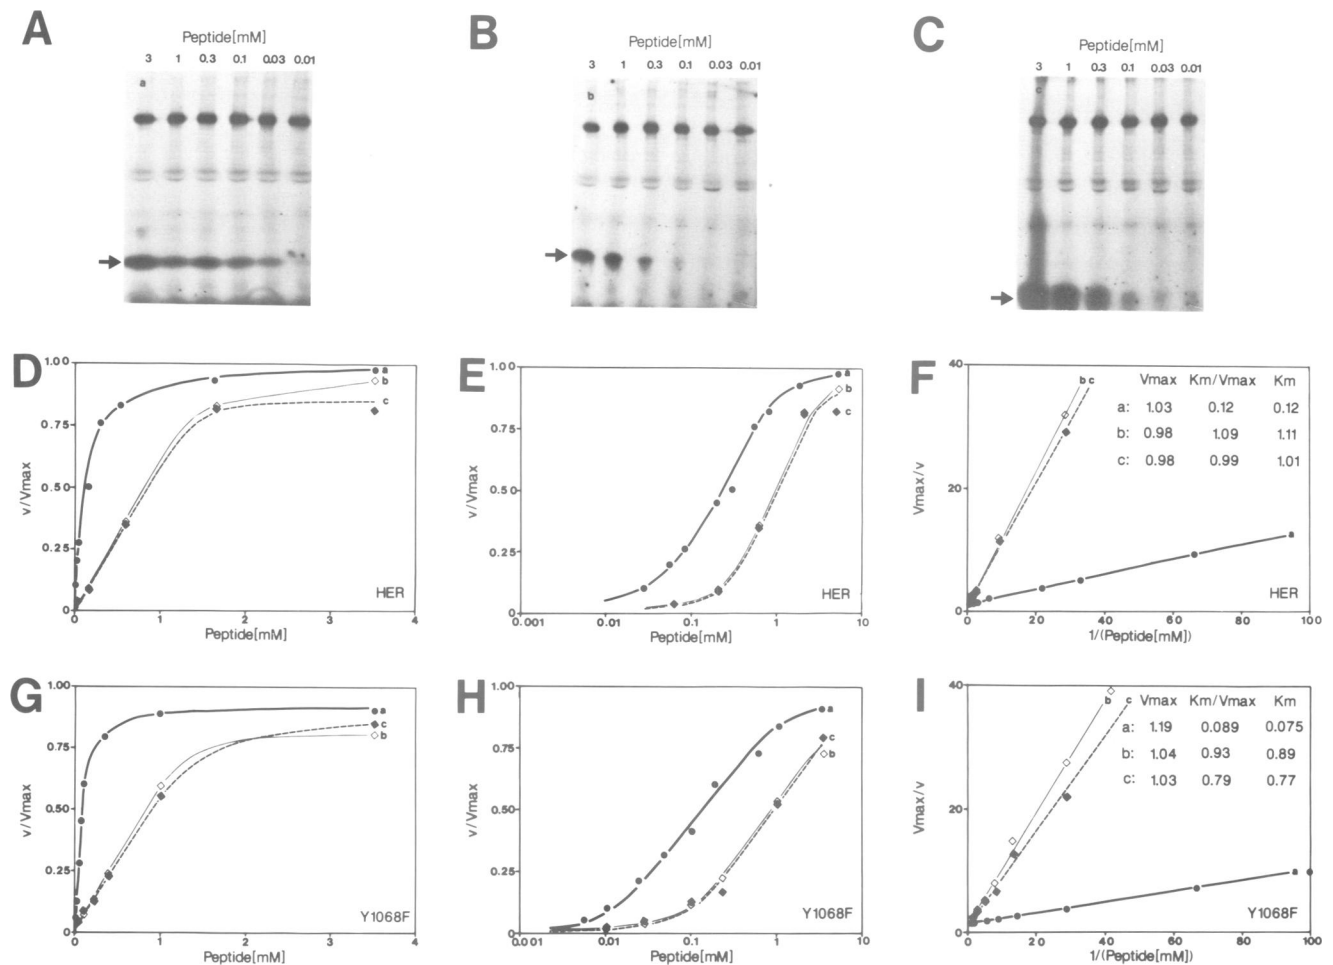 A
Peptide[mM]
3 1 0.3 0.1 0.03 0.01
a
B
Peptide[mM]
3 1 0.3 0.1 0.03 0.01
b
C
Peptide[mM]
3 1 0.3 0.1 0.03 0.01
c
D
v/Vmax
1.00
0.75
0.50
0.25
0
a
b
c
HER
0 1 2 3 4
Peptide[mM]
E
v/Vmax
1.00
0.75
0.50
0.25
0
a
b
c
HER
0.001 0.01 0.1 1 10
Peptide[mM]
F
Vmax/v
40
20
0
b c
Vmax Km/Vmax Km
a: 1.03 0.12 0.12
b: 0.98 1.09 1.11
c: 0.98 0.99 1.01
a
HER
0 20 40 60 80 100
1/(Peptide[mM])
G
v/Vmax
1.00
0.75
0.50
0.25
0
a
c
b
Y1068F
0 1 2 3 4
Peptide[mM]
H
v/Vmax
1.00
0.75
0.50
0.25
0
a
c
b
Y1068F
0.001 0.01 0.1 1 10
Peptide[mM]
I
Vmax/v
40
20
0
b c
Vmax Km/Vmax Km
a: 1.19 0.089 0.075
b: 1.04 0.93 0.89
c: 1.03 0.79 0.77
a
Y1068F
0 20 40 60 80 100
1/(Peptide[mM])